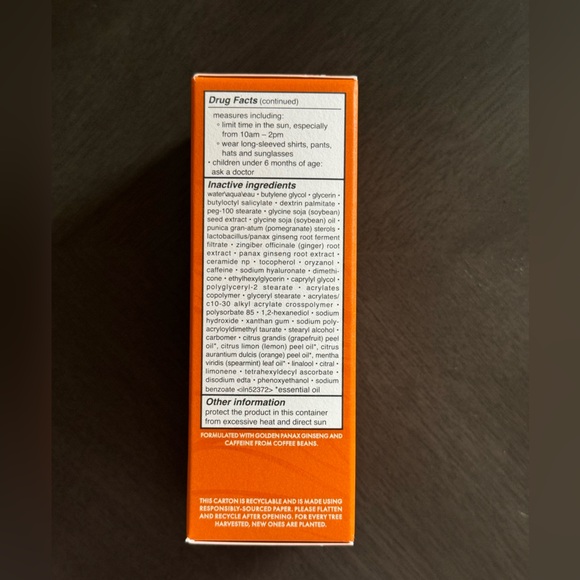 Drug Facts (continued)
measures including:
◦ limit time in the sun, especially
from 10am – 2pm
◦ wear long-sleeved shirts, pants,
hats and sunglasses
• children under 6 months of age:
ask a doctor
Inactive ingredients
water\aqua\eau • butylene glycol • glycerin •
butyloctyl salicylate • dextrin palmitate •
peg-100 stearate • glycine soja (soybean)
seed extract • glycine soja (soybean) oil •
punica gran-atum (pomegranate) sterols •
lactobacillus/panax ginseng root ferment
filtrate • zingiber officinale (ginger) root
extract • panax ginseng root extract •
ceramide np • tocopherol • oryzanol •
caffeine • sodium hyaluronate • dimethi-
cone • ethylhexylglycerin • caprylyl glycol •
polyglyceryl-2 stearate • acrylates
copolymer • glyceryl stearate • acrylates/
c10-30 alkyl acrylate crosspolymer •
polysorbate 85 • 1,2-hexanediol • sodium
hydroxide • xanthan gum • sodium poly-
acryloyldimethyl taurate • stearyl alcohol •
carbomer • citrus grandis (grapefruit) peel
oil*, citrus limon (lemon) peel oil*, citrus
aurantium dulcis (orange) peel oil*, mentha
viridis (spearmint) leaf oil* • linalool • citral •
limonene • tetrahexyldecyl ascorbate •
disodium edta • phenoxyethanol • sodium
benzoate <iln52372> *essential oil
Other information
protect the product in this container
from excessive heat and direct sun
FORMULATED WITH GOLDEN PANAX GINSENG AND
CAFFEINE FROM COFFEE BEANS.
THIS CARTON IS RECYCLABLE AND IS MADE USING
RESPONSIBLY-SOURCED PAPER. PLEASE FLATTEN
AND RECYCLE AFTER OPENING. FOR EVERY TREE
HARVESTED, NEW ONES ARE PLANTED.